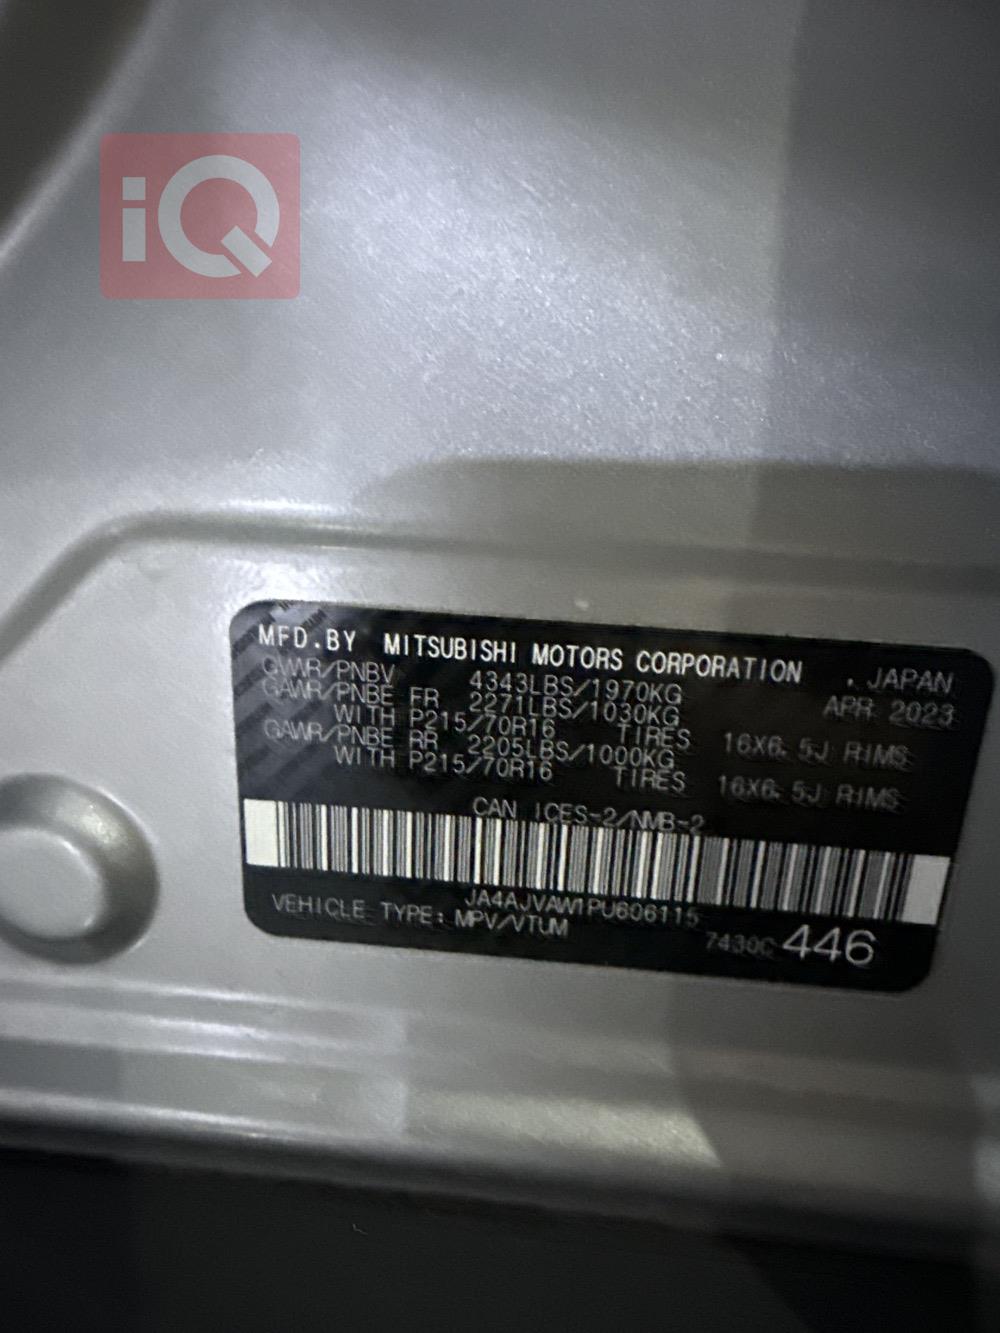 iQ
MFD.BY MITSUBISHI MOTORS CORPORATION . JAPAN
GVWR/PNBV 4343LBS/1970KG APR 2023
GAWR/PNBE FR 2271LBS/1030KG
WITH P215/70R16 TIRES 16X6.5J RIMS
GAWR/PNBE RR 2205LBS/1000KG
WITH P215/70R16 TIRES 16X6.5J RIMS
CAN ICES-2/NMB-2
JA4AJVAW1PU606115
VEHICLE TYPE: MPV/VTUM
7430C 446